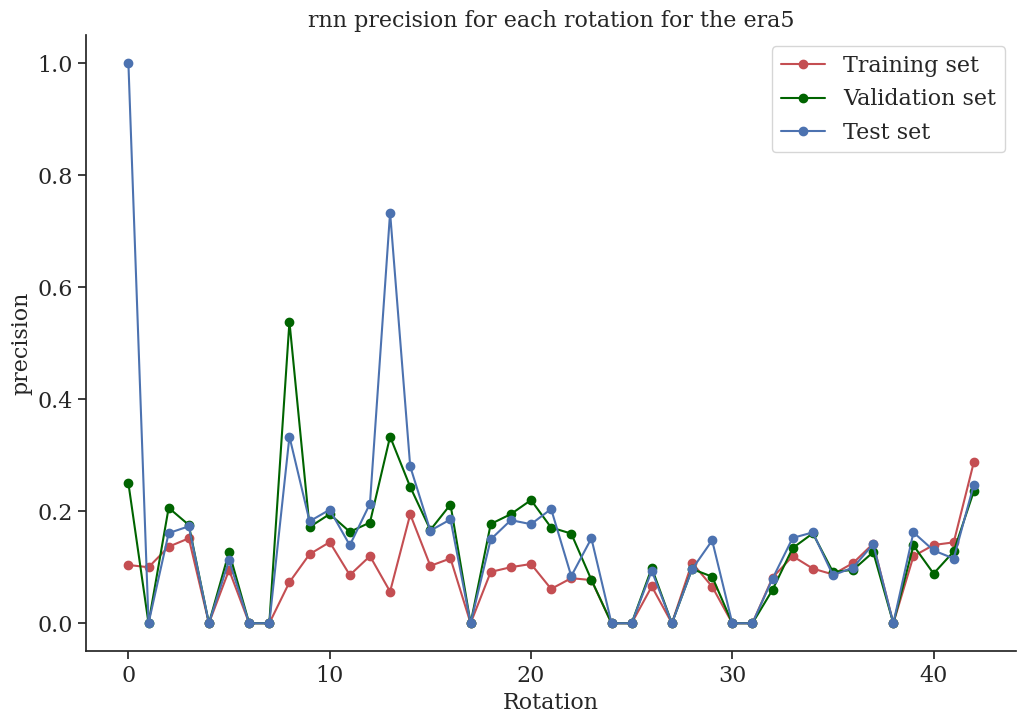 rnn precision for each rotation for the era5
Training set
Validation set
Test set
1.0
0.8
0.6
0.4
0.2
0.0
precision
0 10 20 30 40
Rotation